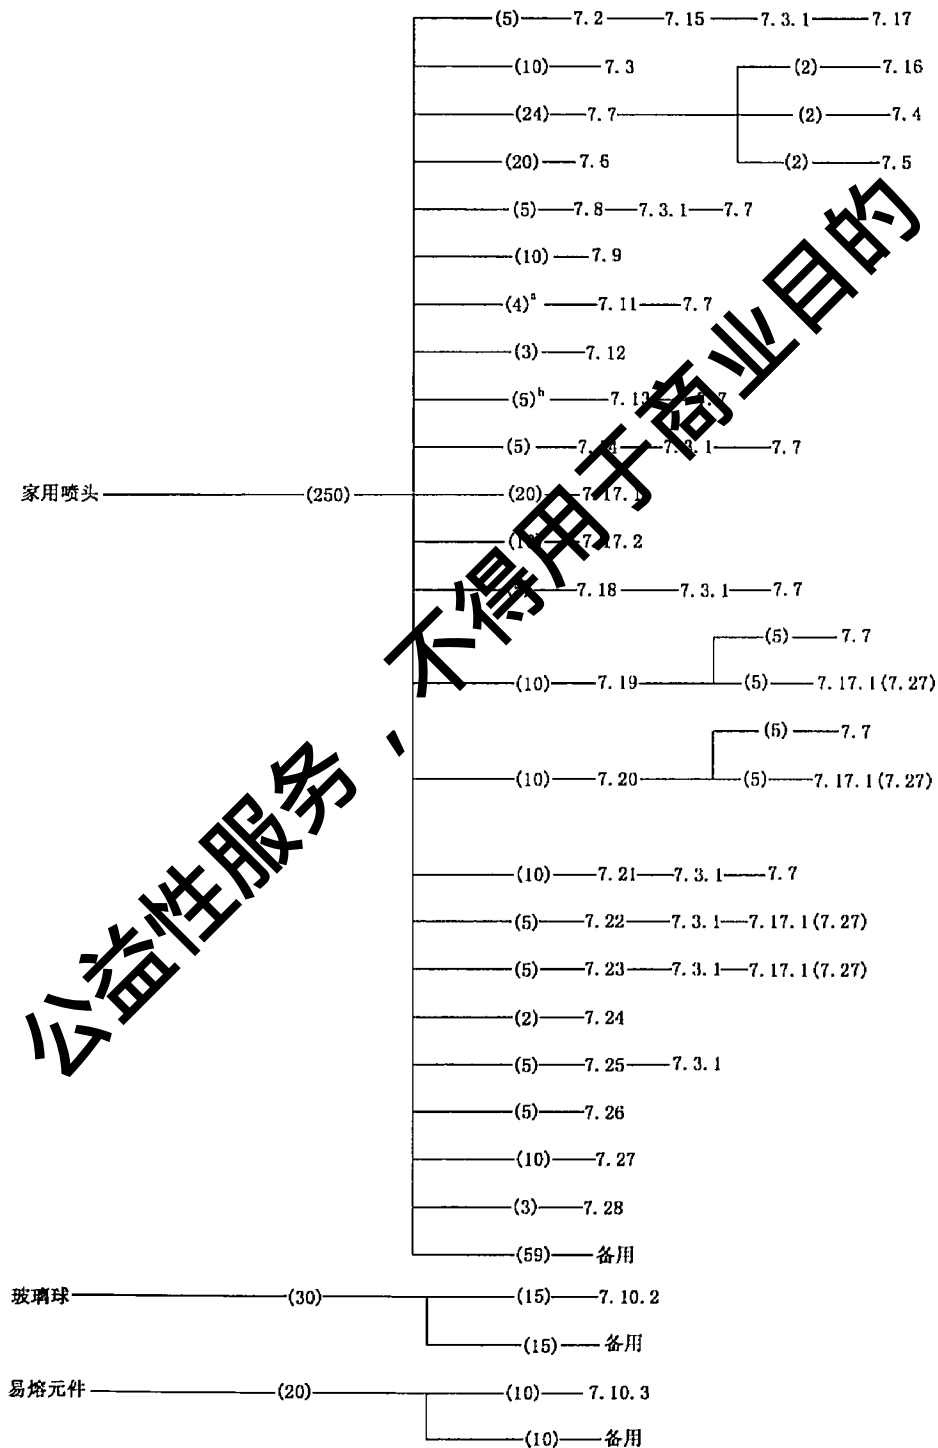 (5) 7.2 7.15 7.3.1 7.17
(10) 7.3 (2) 7.16
(24) 7.7 (2) 7.4
(20) 7.6 (2) 7.5
(5) 7.8 7.3.1 7.7
(10) 7.9
(4)ª 7.11 7.7
(3) 7.12
(5)ᵇ 7.13 7.7
(5) 7.3.1 7.7
家用喷头 (250) (20) 7.17.1
7.17.2
7.18 7.3.1 7.7
(5) 7.7
(10) 7.19 (5) 7.17.1(7.27)
(5) 7.7
(10) 7.20 (5) 7.17.1(7.27)
(10) 7.21 7.3.1 7.7
(5) 7.22 7.3.1 7.17.1(7.27)
(5) 7.23 7.3.1 7.17.1(7.27)
(2) 7.24
(5) 7.25 7.3.1
(5) 7.26
(10) 7.27
(3) 7.28
(59) 备用
玻璃球 (30) (15) 7.10.2
(15) 备用
易熔元件 (20) (10) 7.10.3
(10) 备用
公益性服务，不得用于商业目的